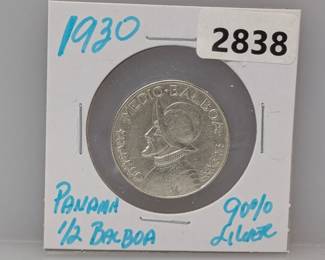 1930
2838
MEDIO · BALBOA
PANAMA 90%
1/2 BALBOA Silver